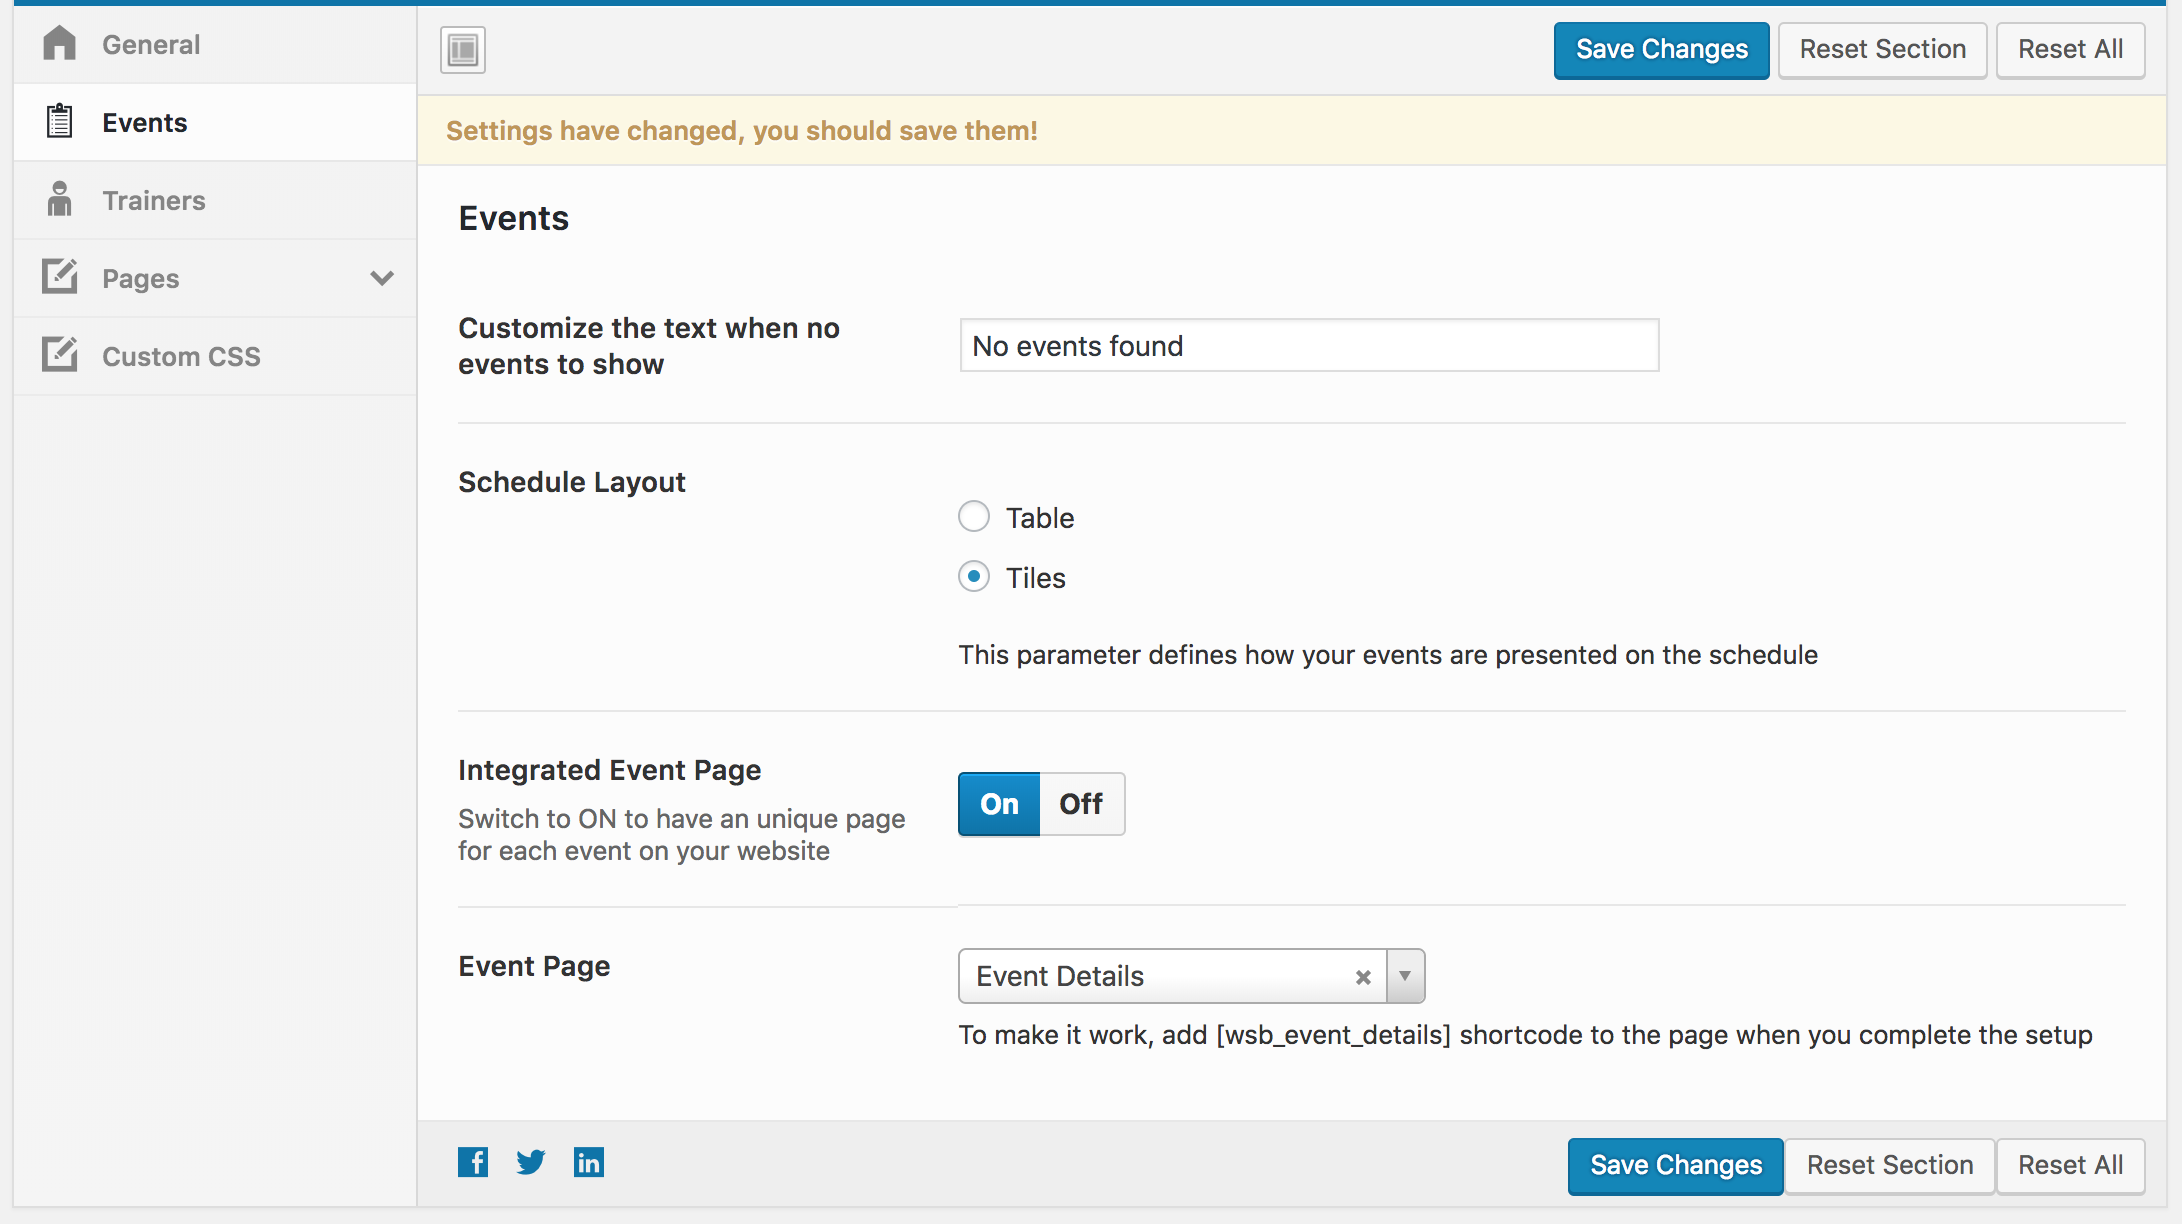 General
Events
Trainers
Pages
Custom CSS
Save Changes
Reset Section
Reset All
Settings have changed, you should save them!
Events
Customize the text when no
events to show
No events found
Schedule Layout
Table
Tiles
This parameter defines how your events are presented on the schedule
Integrated Event Page
Switch to ON to have an unique page
for each event on your website
On
Off
Event Page
Event Details
To make it work, add [wsb_event_details] shortcode to the page when you complete the setup
f
in
Save Changes
Reset Section
Reset All